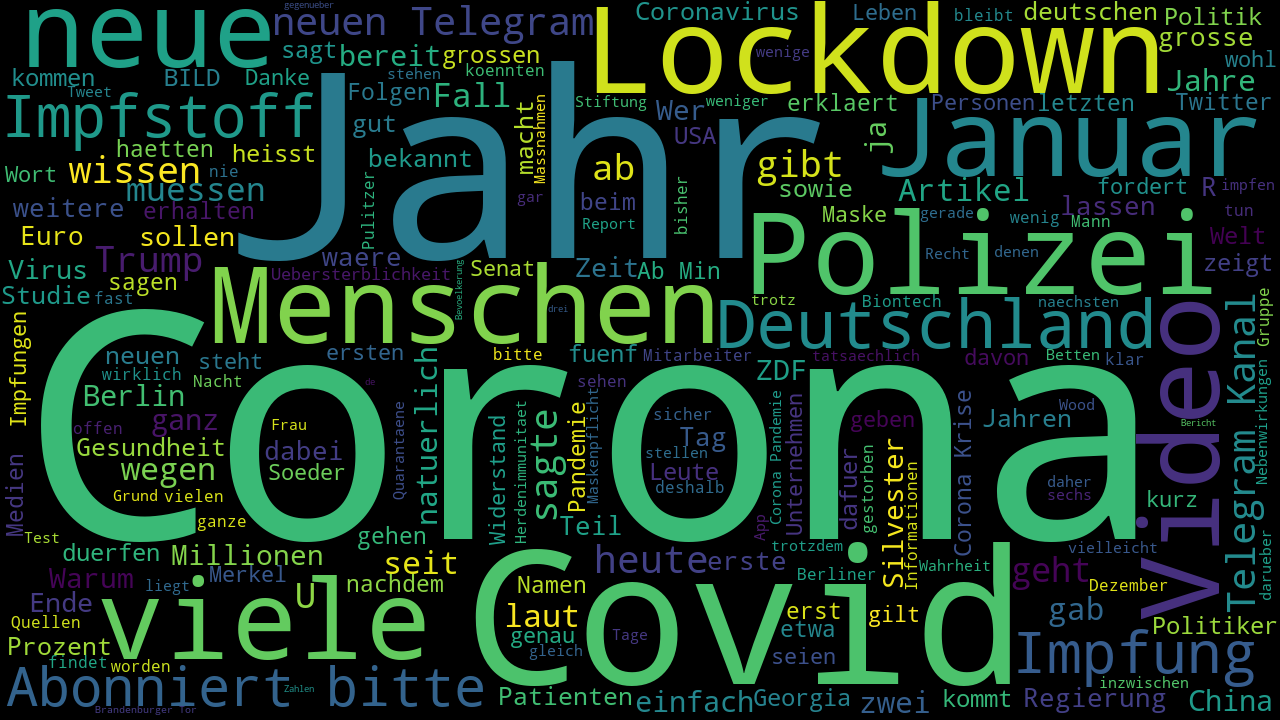 gegenueber
neue
neuen Telegram
Coronavirus
Leben
bleibt
deutschen
Politik
Lockdown
sagt
bereit
grossen
wenige
grosse
wohl
kommen
BILD
Danke
stehen
koennten
Jahre
Tweet
Folgen
Fall
Stiftung
Wer
weniger
erklaert
Personen
letzten
Twitter
Impfstoff
Jahr
gut
macht
Massnahmen
USA
ja
Januar
haetten
heisst
bekannt
ab
gibt
Wort
wissen
nie
muessen
Pulitzer
gar
beim
bisher
sowie
Artikel
fordert
R
impfen
weitere
erhalten
Report
Maske
gerade
wenig
Mann
lassen
tun
Euro
sollen
waere
Polizei
Recht
denen
Welt
Virus
Trump
Uebersterblichkeit
Bevoelkerung
Senat
Zeit
Ab Min
zeigt
Studie
fast
sagen
Menschen
drei
trotz
Biontech
naechsten
Deutschland
Video
Telegram Kanal
Gruppe
Impfungen
neuen
steht
ersten
bitte
fuenf
Mitarbeiter
tatsaechlich
davon
Betten
klar
wirklich
Nacht
de
natuerlich
sehen
ZDF
Berlin
ganz
Corona
Quarantaene
Widerstand
Herdenimmunitaet
sagte
Pandemie
Maskenpflicht
sicher
Corona Pandemie
Unternehmen
geben
Jahren
Wood
Bericht
Nebenwirkungen
offen
Frau
Tag
Gesundheit
dabei
stellen
dafuer
gestorben
Silvester
Informationen
Corona Krise
Medien
wegen
Soeder
Leute
deshalb
daher
sechs
kurz
Grund
vielen
ganze
Teil
App
Test
gehen
trotzdem
vielleicht
duerfen
Millionen
seit
heute
erste
Berliner
Wahrheit
geht
darueber
Warum
liegt
Merkel
nachdem
Namen
Covid
Dezember
Ende
viele
U
laut
erst
gilt
gab
Quellen
genau
Tage
etwa
Politiker
Prozent
gleich
seien
Impfung
findet
worden
inzwischen
Abonniert bitte
Zahlen
Patienten
einfach
Georgia
zwei
kommt
Regierung
China
Brandenburger Tor